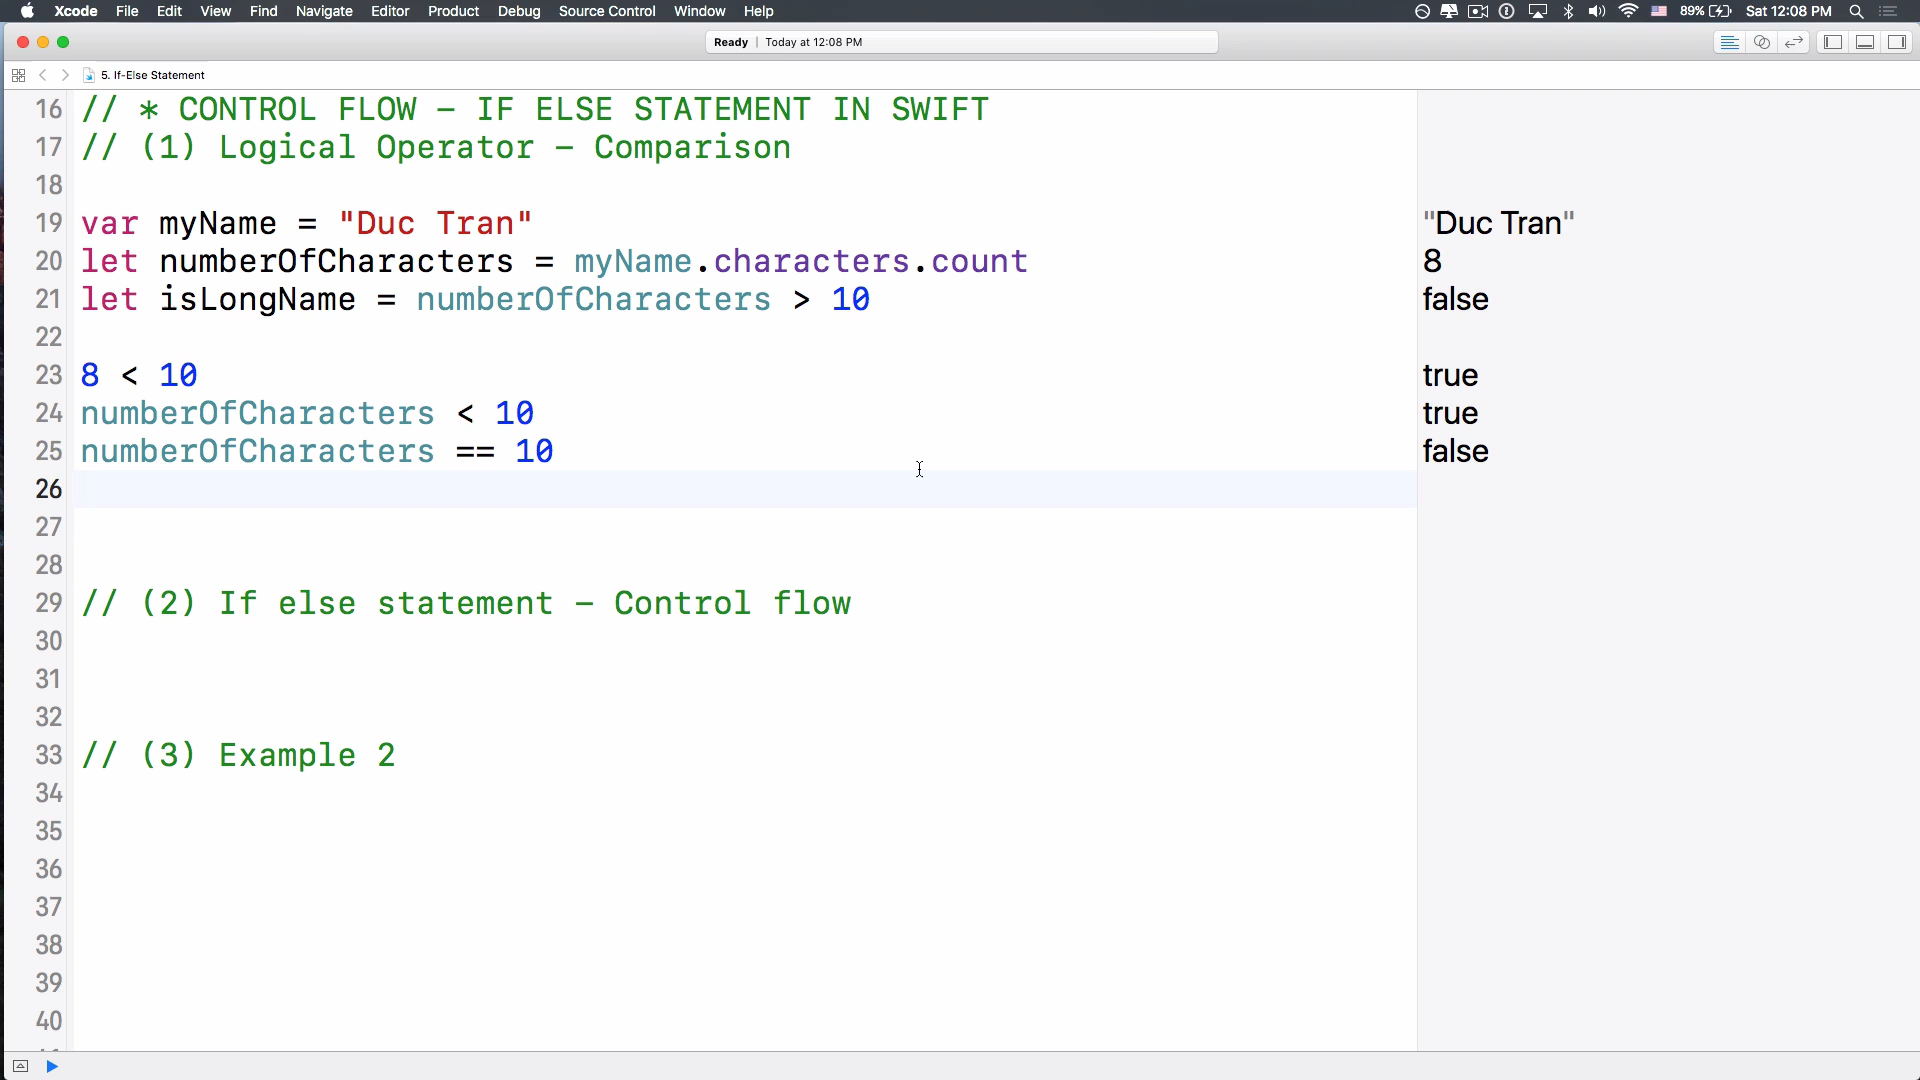 Xcode File Edit View Find Navigate Editor Product Debug Source Control Window Help 89% Sat 12:08 PM
Ready | Today at 12:08 PM
5. If-Else Statement
16 // * CONTROL FLOW – IF ELSE STATEMENT IN SWIFT
17 // (1) Logical Operator – Comparison
18
19 var myName = "Duc Tran" "Duc Tran"
20 let numberOfCharacters = myName.characters.count 8
21 let isLongName = numberOfCharacters > 10 false
22
23 8 < 10 true
24 numberOfCharacters < 10 true
25 numberOfCharacters == 10 false
26
27
28
29 // (2) If else statement – Control flow
30
31
32
33 // (3) Example 2
34
35
36
37
38
39
40